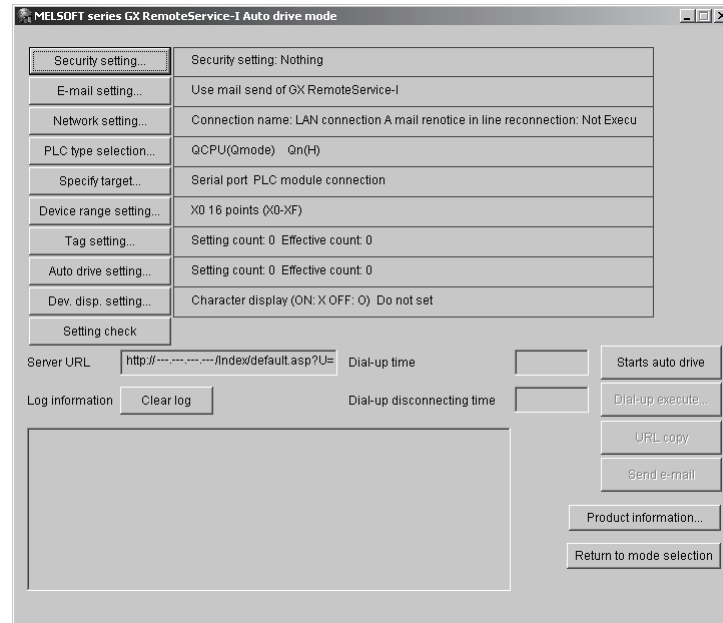 MELSOFT series GX RemoteService-I Auto drive mode
Security setting... Security setting: Nothing
E-mail setting... Use mail send of GX RemoteService-I
Network setting... Connection name: LAN connection A mail renotice in line reconnection: Not Execu
PLC type selection... QCPU(Qmode) Qn(H)
Specify target... Serial port PLC module connection
Device range setting... X0 16 points (X0-XF)
Tag setting... Setting count: 0 Effective count: 0
Auto drive setting... Setting count: 0 Effective count: 0
Dev. disp. setting... Character display (ON: X OFF: O) Do not set
Setting check
Server URL http://---.---.---.---/Index/default.asp?U= Dial-up time Starts auto drive
Log information Clear log Dial-up disconnecting time Dial-up execute...
URL copy
Send e-mail
Product information...
Return to mode selection